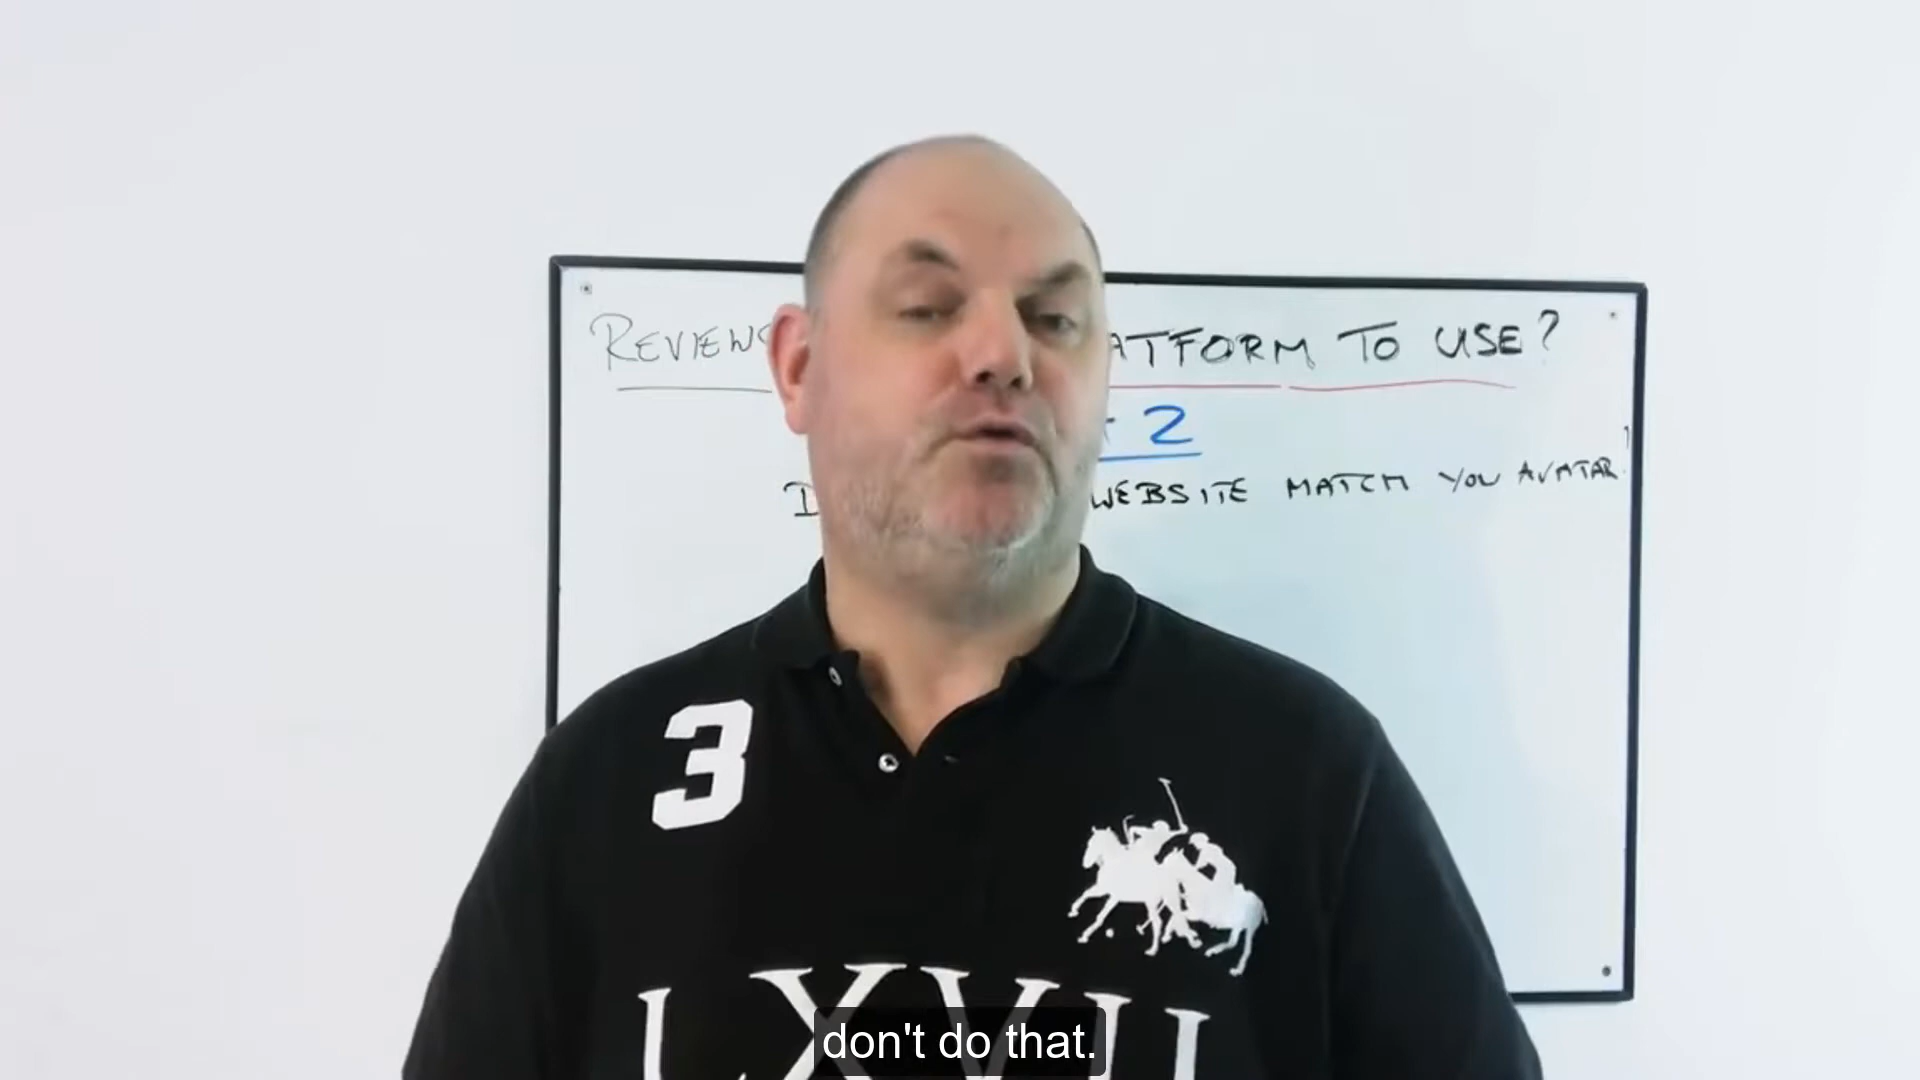 REVIEWS ATFORM TO USE?
2
WEBSITE MATCH YOU AVATAR
3
LXVII
don't do that.